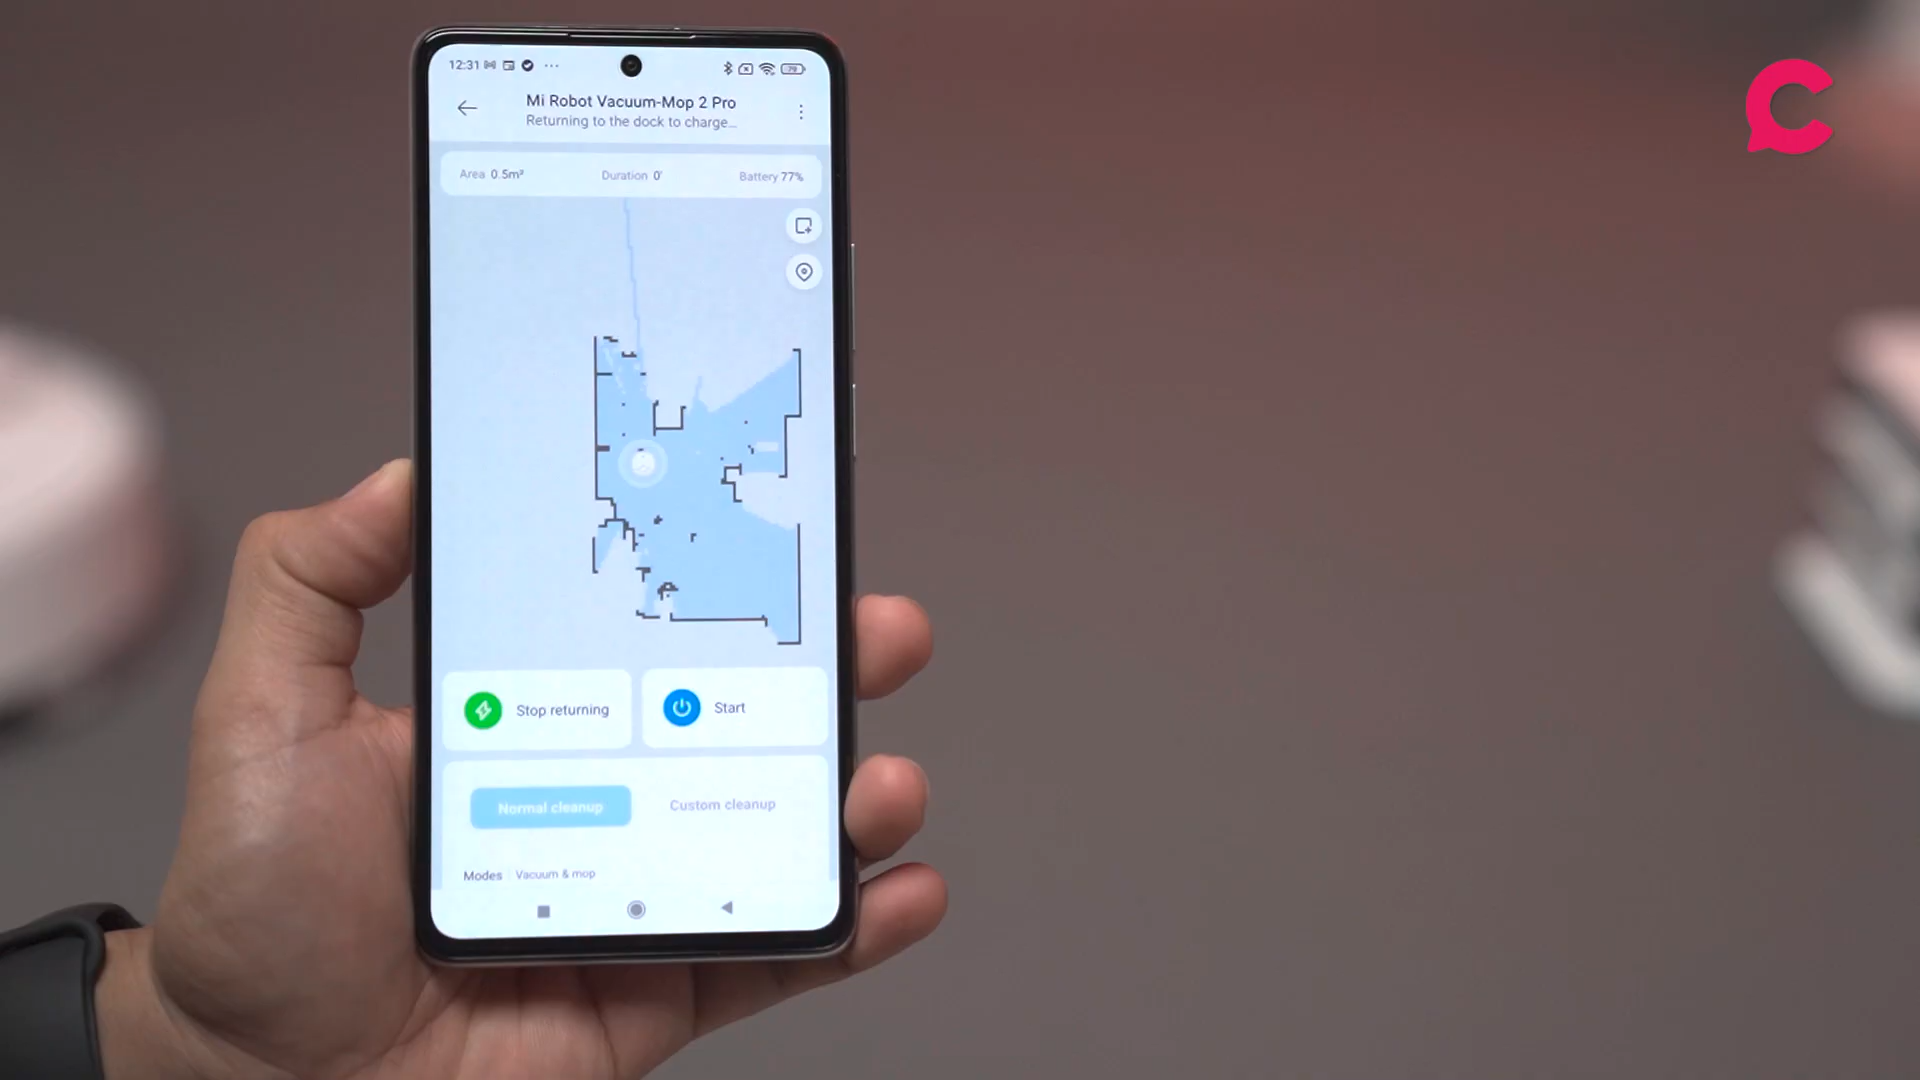 12:31
79
Mi Robot Vacuum-Mop 2 Pro
Returning to the dock to charge...
Area 0.5m² Duration 0' Battery 77%
Stop returning
Start
Normal cleanup
Custom cleanup
Modes Vacuum & mop